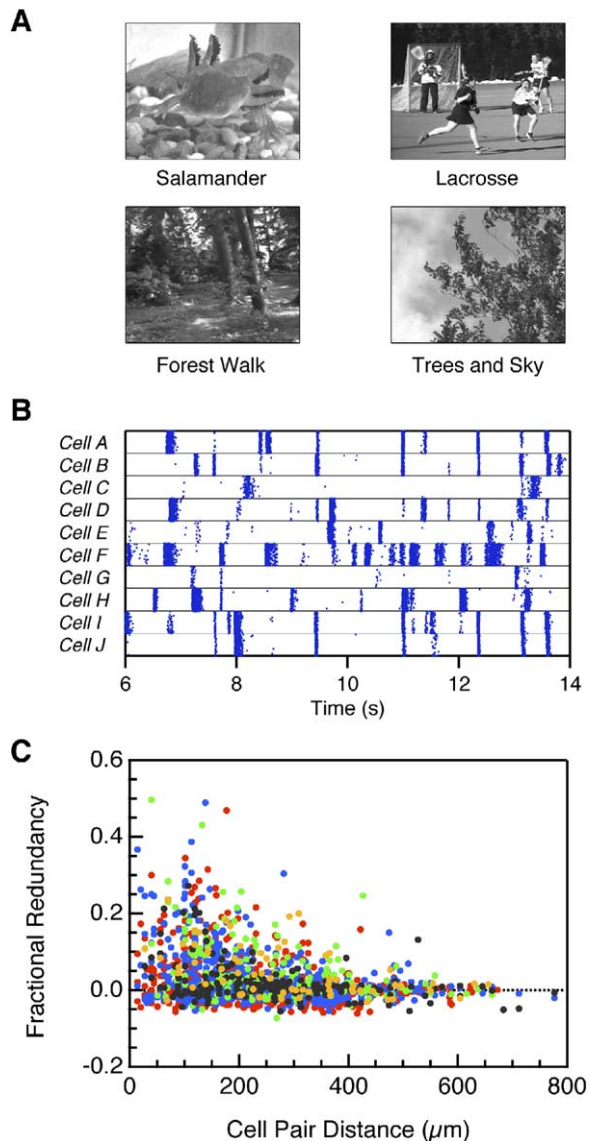 A
Salamander
Lacrosse
Forest Walk
Trees and Sky
B
Cell A
Cell B
Cell C
Cell D
Cell E
Cell F
Cell G
Cell H
Cell I
Cell J
6 8 10 12 14
Time (s)
C
0.6
0.4
0.2
0.0
-0.2
Fractional Redundancy
0 200 400 600 800
Cell Pair Distance (µm)